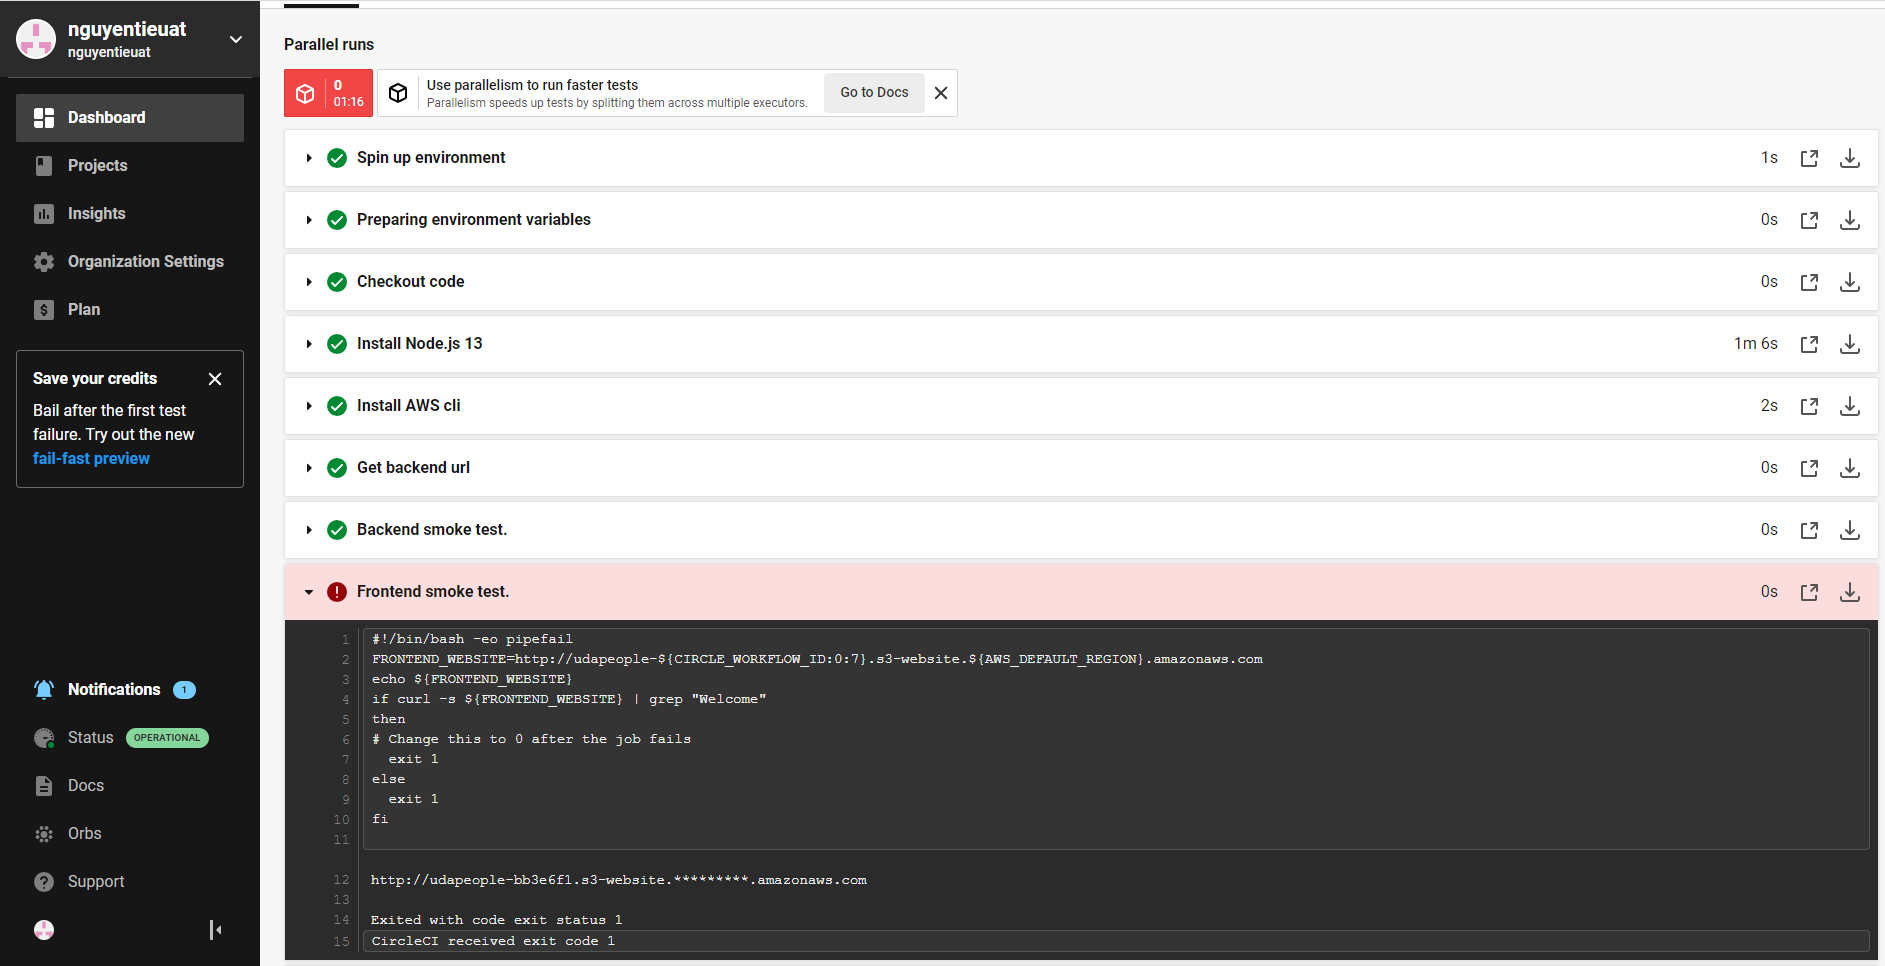 nguyentieuat
nguyentieuat
Dashboard
Projects
Insights
Organization Settings
Plan
Save your credits
Bail after the first test
failure. Try out the new
fail-fast preview
Notifications 1
Status OPERATIONAL
Docs
Orbs
Support
Parallel runs
0
01:16
Use parallelism to run faster tests
Parallelism speeds up tests by splitting them across multiple executors.
Go to Docs
Spin up environment 1s
Preparing environment variables 0s
Checkout code 0s
Install Node.js 13 1m 6s
Install AWS cli 2s
Get backend url 0s
Backend smoke test. 0s
Frontend smoke test. 0s
1 #!/bin/bash -eo pipefail
2 FRONTEND_WEBSITE=http://udapeople-${CIRCLE_WORKFLOW_ID:0:7}.s3-website.${AWS_DEFAULT_REGION}.amazonaws.com
3 echo ${FRONTEND_WEBSITE}
4 if curl -s ${FRONTEND_WEBSITE} | grep "Welcome"
5 then
6 # Change this to 0 after the job fails
7   exit 1
8 else
9   exit 1
10 fi
11
12 http://udapeople-bb3e6f1.s3-website.*********.amazonaws.com
13
14 Exited with code exit status 1
15 CircleCI received exit code 1